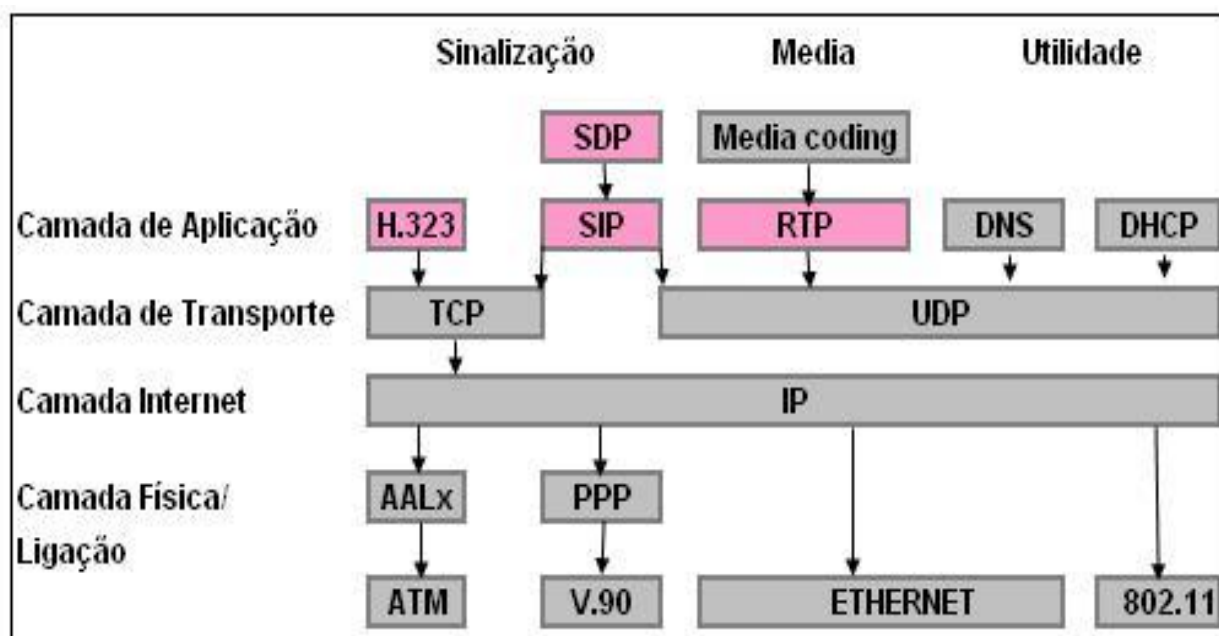 Sinalização Media Utilidade
SDP Media coding
Camada de Aplicação H.323 SIP RTP DNS DHCP
Camada de Transporte TCP UDP
Camada Internet IP
Camada Física/ AALx PPP
Ligação
ATM V.90 ETHERNET 802.11